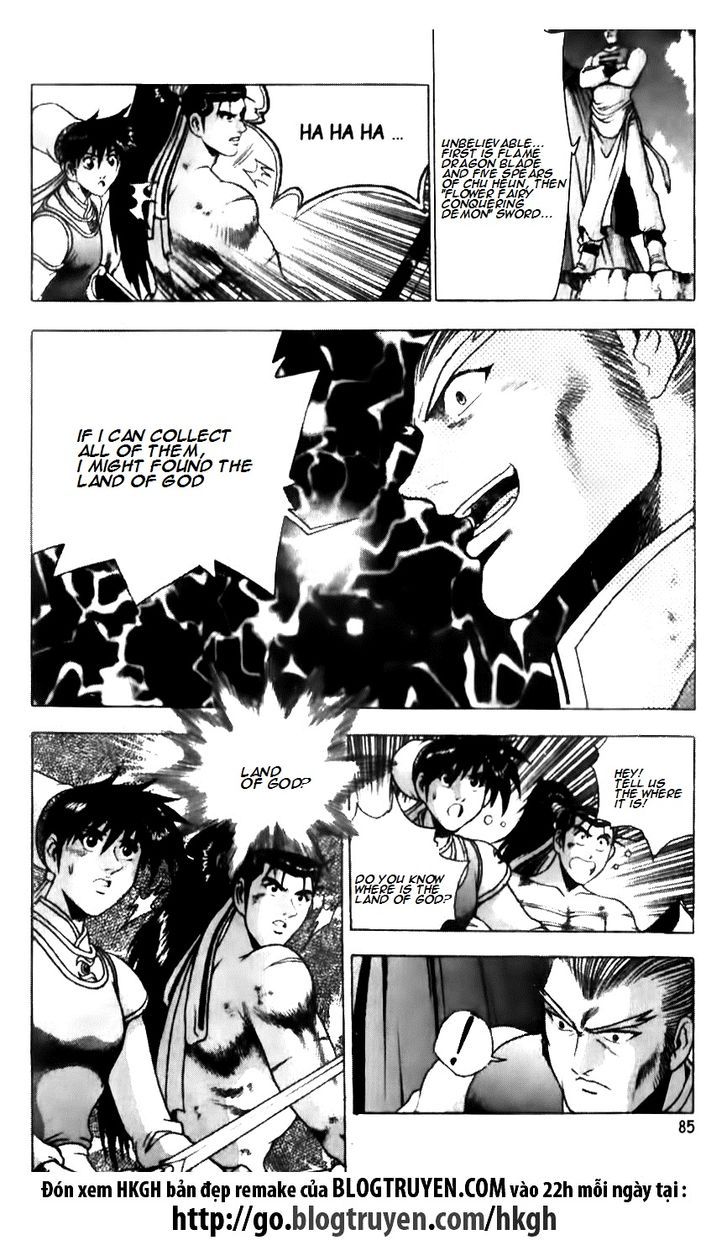 HA HA HA ...
UNBELIEVABLE...
FIRST IS FLAME
DRAGON BLADE
AND FIVE SPEARS
OF CHU HEUN, THEN
"FLOWER FAIRY
CONQUERING
DEMON" SWORD...
IF I CAN COLLECT
ALL OF THEM,
I MIGHT FOUND THE
LAND OF GOD
LAND
OF GOD?
HEY!
TELL US
THE WHERE
IT IS!
DO YOU KNOW
WHERE IS THE
LAND OF GOD?
!
85
Đón xem HKGH bản đẹp remake của BLOGTRUYEN.COM vào 22h mỗi ngày tại :
http://go.blogtruyen.com/hkgh